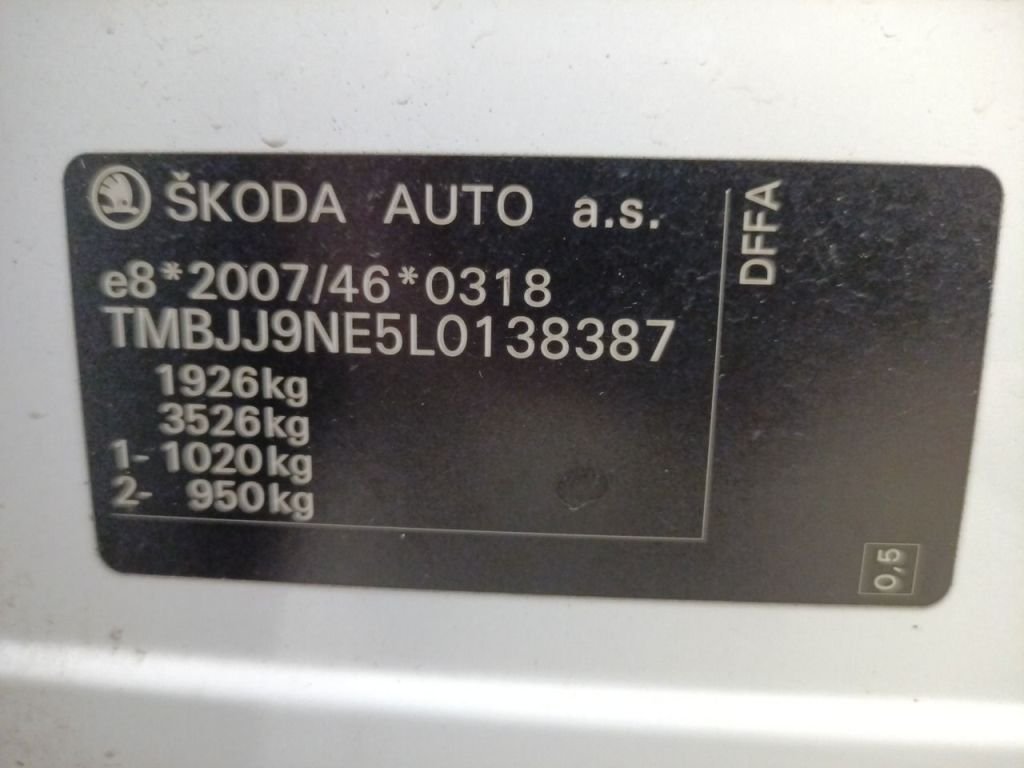 ŠKODA AUTO a.s.
e8*2007/46*0318
TMBJJ9NE5L0138387
1926kg
3526kg
1- 1020kg
2- 950kg
DFFA
0,5